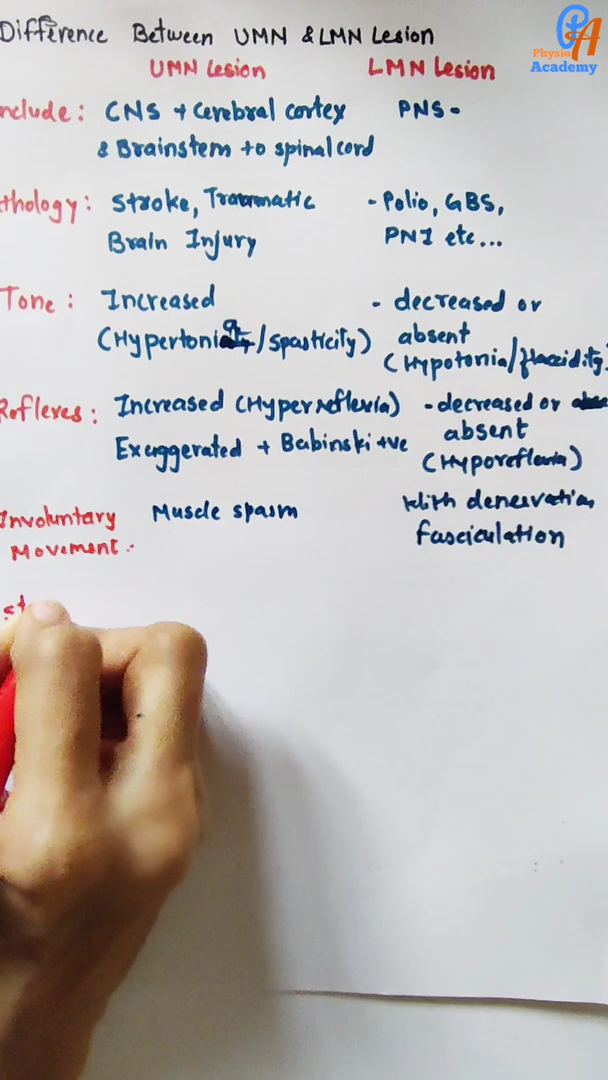 Difference Between UMN & LMN Lesion
Physio
Academy
UMN Lesion LMN Lesion
nclude: CNS + Cerebral cortex PNS -
& Brainstem to spinal cord
thology: Stroke, Traumatic - Polio, GBS,
Brain Injury PNI etc...
Tone: Increased - decreased or
(Hypertonia/spasticity) absent
(Hypotonia/flaccidity)
Reflexes: Increased (Hyperreflexia) - decreased or
Exaggerated + Babinski +ve absent
(Hyporeflexia)
Involuntary Muscle spasm With denervation,
Movement: fasciculation
st